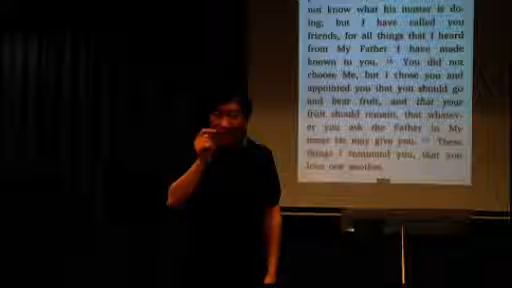 not know what his master is do-
ing; but I have called you
friends, for all things that I heard
from My Father I have made
known to you. 16 You did not
choose Me, but I chose you and
appointed you that you should go
and bear fruit, and that your
fruit should remain, that whatev-
er you ask the Father in My
name He may give you. 17 These
things I command you, that you
love one another.